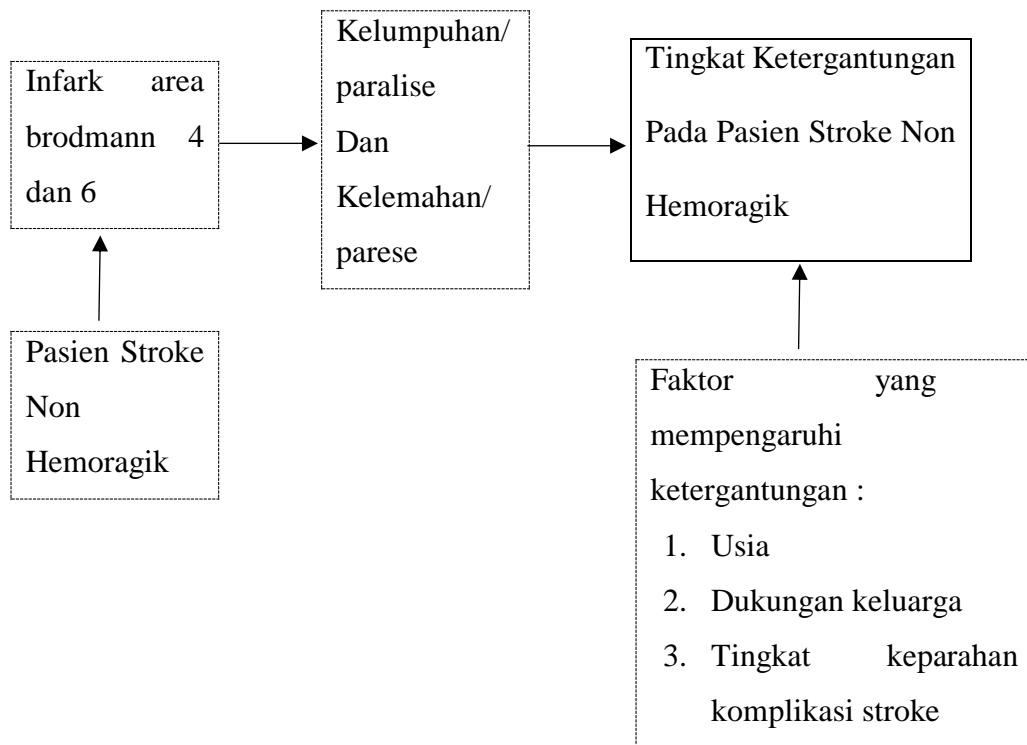 Pasien Stroke
Non
Hemoragik
Infark area
brodmann 4
dan 6
Kelumpuhan/
paralise
Dan
Kelemahan/
parese
Tingkat Ketergantungan
Pada Pasien Stroke Non
Hemoragik
Faktor yang
mempengaruhi
ketergantungan :
1. Usia
2. Dukungan keluarga
3. Tingkat keparahan
komplikasi stroke